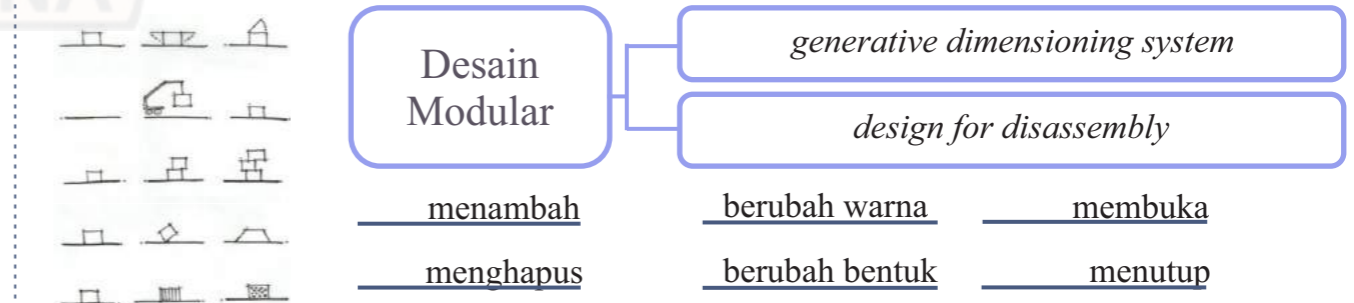 Desain
Modular
generative dimensioning system
design for disassembly
menambah berubah warna membuka
menghapus berubah bentuk menutup